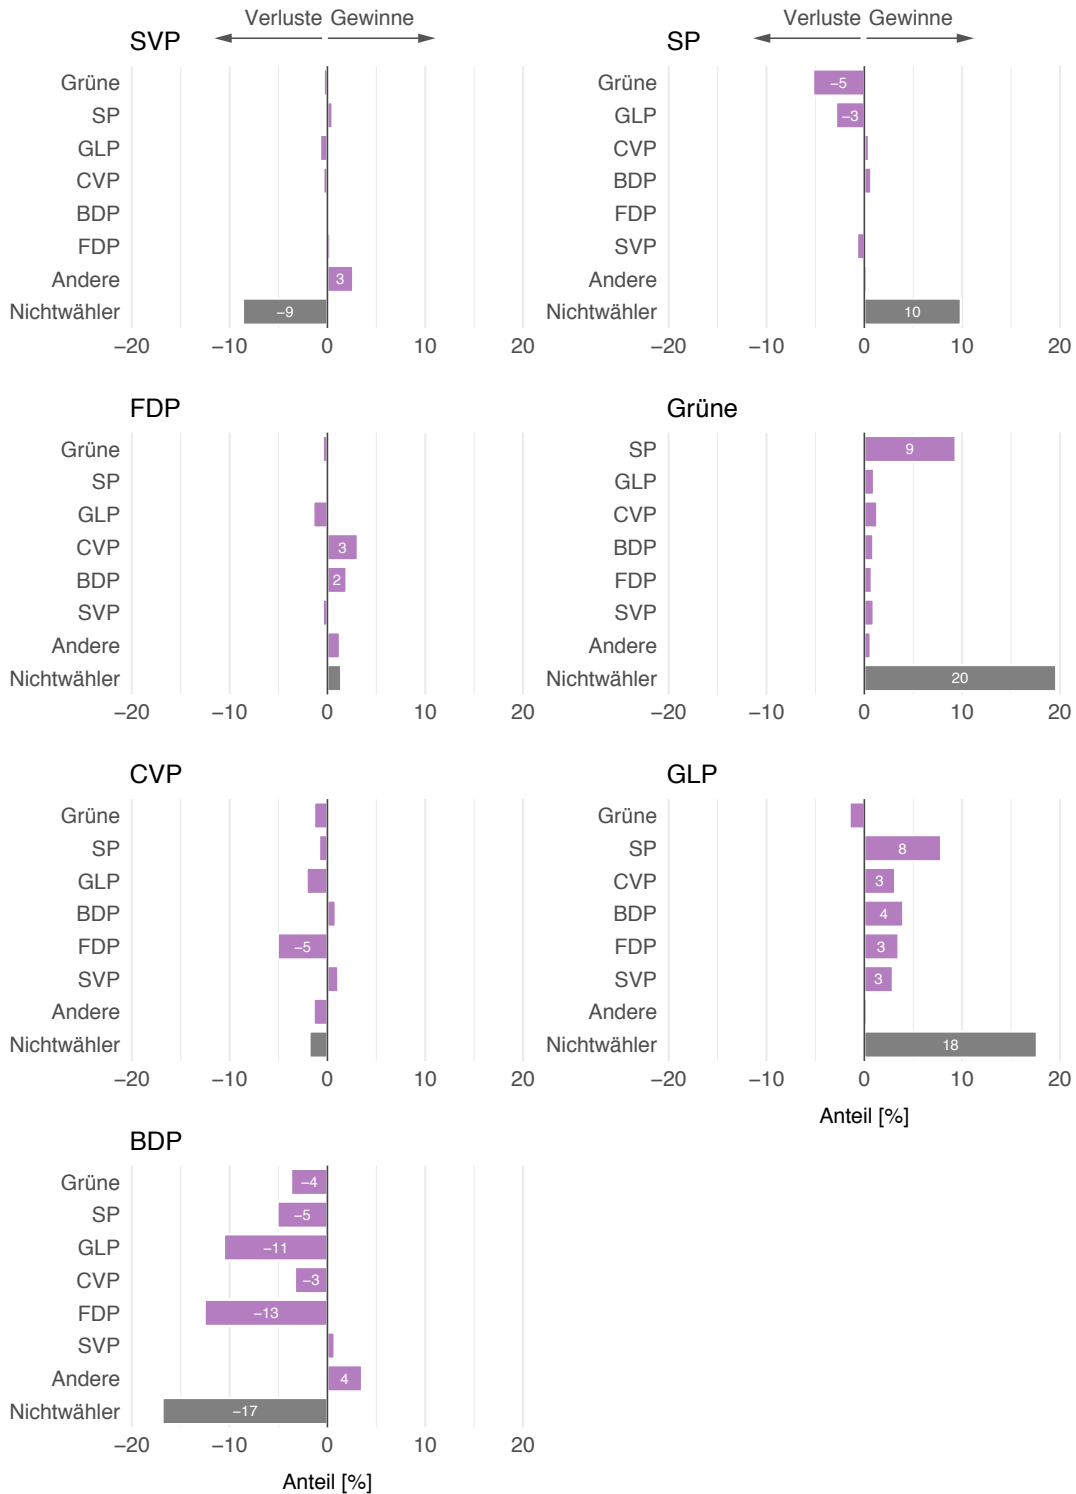 Verluste Gewinne
SVP
Grüne
SP
GLP
CVP
BDP
FDP
Andere
3
Nichtwähler
−9
−20 −10 0 10 20
Verluste Gewinne
SP
Grüne
−5
GLP
−3
CVP
BDP
FDP
SVP
Andere
Nichtwähler
10
−20 −10 0 10 20
FDP
Grüne
SP
GLP
CVP
3
BDP
2
SVP
Andere
Nichtwähler
−20 −10 0 10 20
Grüne
SP
9
GLP
CVP
BDP
FDP
SVP
Andere
Nichtwähler
20
−20 −10 0 10 20
CVP
Grüne
SP
GLP
BDP
FDP
−5
SVP
Andere
Nichtwähler
−20 −10 0 10 20
GLP
Grüne
SP
8
CVP
3
BDP
4
FDP
3
SVP
3
Andere
Nichtwähler
18
−20 −10 0 10 20
Anteil [%]
BDP
Grüne
−4
SP
−5
GLP
−11
CVP
−3
FDP
−13
SVP
Andere
4
Nichtwähler
−17
−20 −10 0 10 20
Anteil [%]